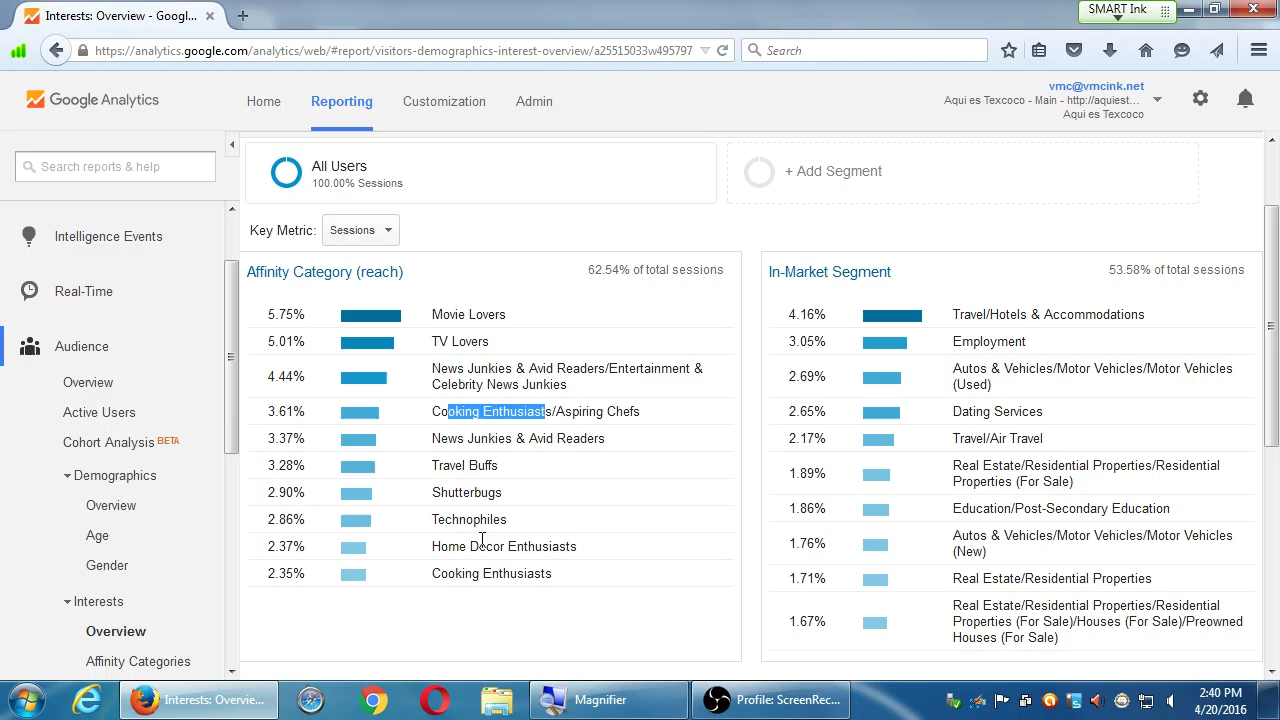 Interests: Overview - Googl...
SMART Ink
https://analytics.google.com/analytics/web/#report/visitors-demographics-interest-overview/a25515033w495797
Search
Google Analytics
Home
Reporting
Customization
Admin
vmc@vmcink.net
Aqui es Texcoco - Main - http://aquiest...
Aqui es Texcoco
Search reports & help
Intelligence Events
Real-Time
Audience
Overview
Active Users
Cohort Analysis BETA
Demographics
Overview
Age
Gender
Interests
Overview
Affinity Categories
All Users
100.00% Sessions
+ Add Segment
Key Metric: Sessions
Affinity Category (reach)
62.54% of total sessions
5.75% Movie Lovers
5.01% TV Lovers
4.44% News Junkies & Avid Readers/Entertainment &
Celebrity News Junkies
3.61% Cooking Enthusiasts/Aspiring Chefs
3.37% News Junkies & Avid Readers
3.28% Travel Buffs
2.90% Shutterbugs
2.86% Technophiles
2.37% Home Decor Enthusiasts
2.35% Cooking Enthusiasts
In-Market Segment
53.58% of total sessions
4.16% Travel/Hotels & Accommodations
3.05% Employment
2.69% Autos & Vehicles/Motor Vehicles/Motor Vehicles
(Used)
2.65% Dating Services
2.17% Travel/Air Travel
1.89% Real Estate/Residential Properties/Residential
Properties (For Sale)
1.86% Education/Post-Secondary Education
1.76% Autos & Vehicles/Motor Vehicles/Motor Vehicles
(New)
1.71% Real Estate/Residential Properties
1.67% Real Estate/Residential Properties/Residential
Properties (For Sale)/Houses (For Sale)/Preowned
Houses (For Sale)
Interests: Overvie...
Magnifier
Profile: ScreenRec...
2:40 PM
4/20/2016